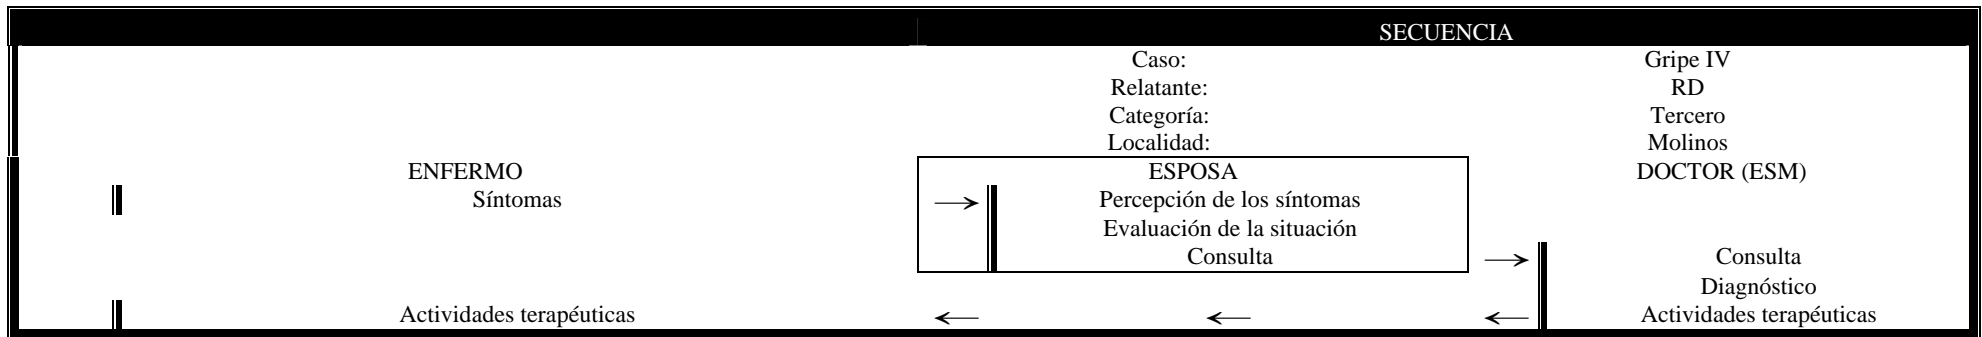 SECUENCIA
Caso: Gripe IV
Relatante: RD
Categoría: Tercero
Localidad: Molinos
ENFERMO ESPOSA DOCTOR (ESM)
Síntomas → Percepción de los síntomas
Evaluación de la situación
Consulta → Consulta
Diagnóstico
Actividades terapéuticas ← ← ← Actividades terapéuticas